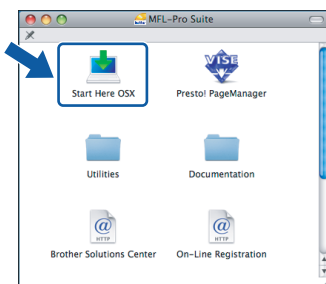 MFL-Pro Suite
VISE
Start Here OSX
Presto! PageManager
Utilities
Documentation
@
HTTP
@
HTTP
Brother Solutions Center
On-Line Registration